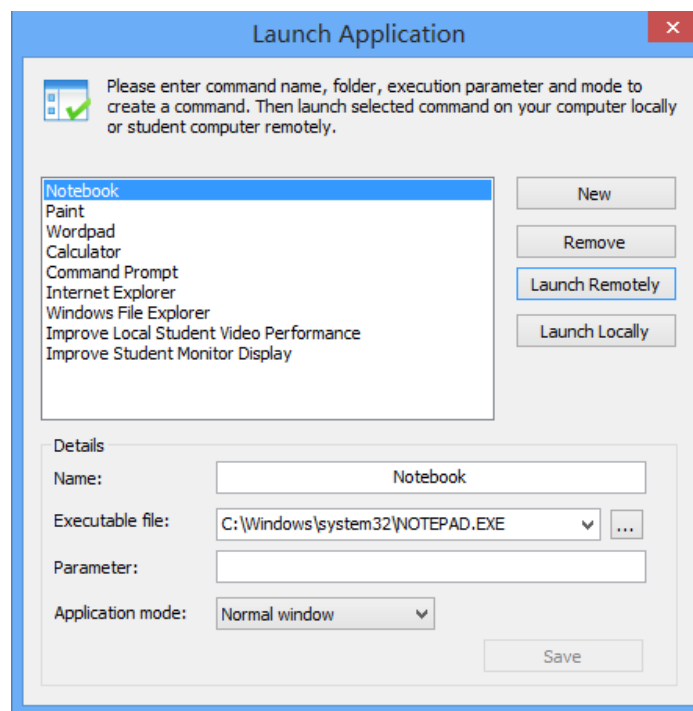 Launch Application
Please enter command name, folder, execution parameter and mode to
create a command. Then launch selected command on your computer locally
or student computer remotely.
Notebook
Paint
Wordpad
Calculator
Command Prompt
Internet Explorer
Windows File Explorer
Improve Local Student Video Performance
Improve Student Monitor Display
New
Remove
Launch Remotely
Launch Locally
Details
Name: Notebook
Executable file: C:\Windows\system32\NOTEPAD.EXE ...
Parameter:
Application mode: Normal window
Save